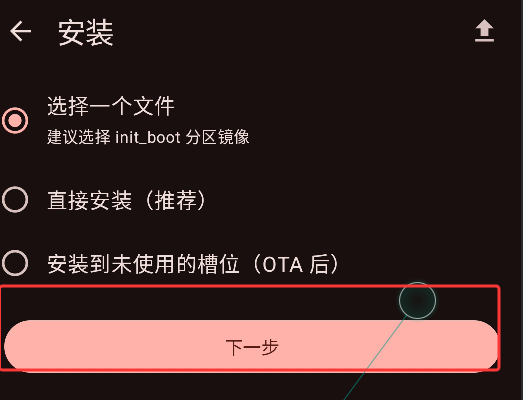 安装
选择一个文件
建议选择 init_boot 分区镜像
直接安装（推荐）
安装到未使用的槽位（OTA 后）
下一步